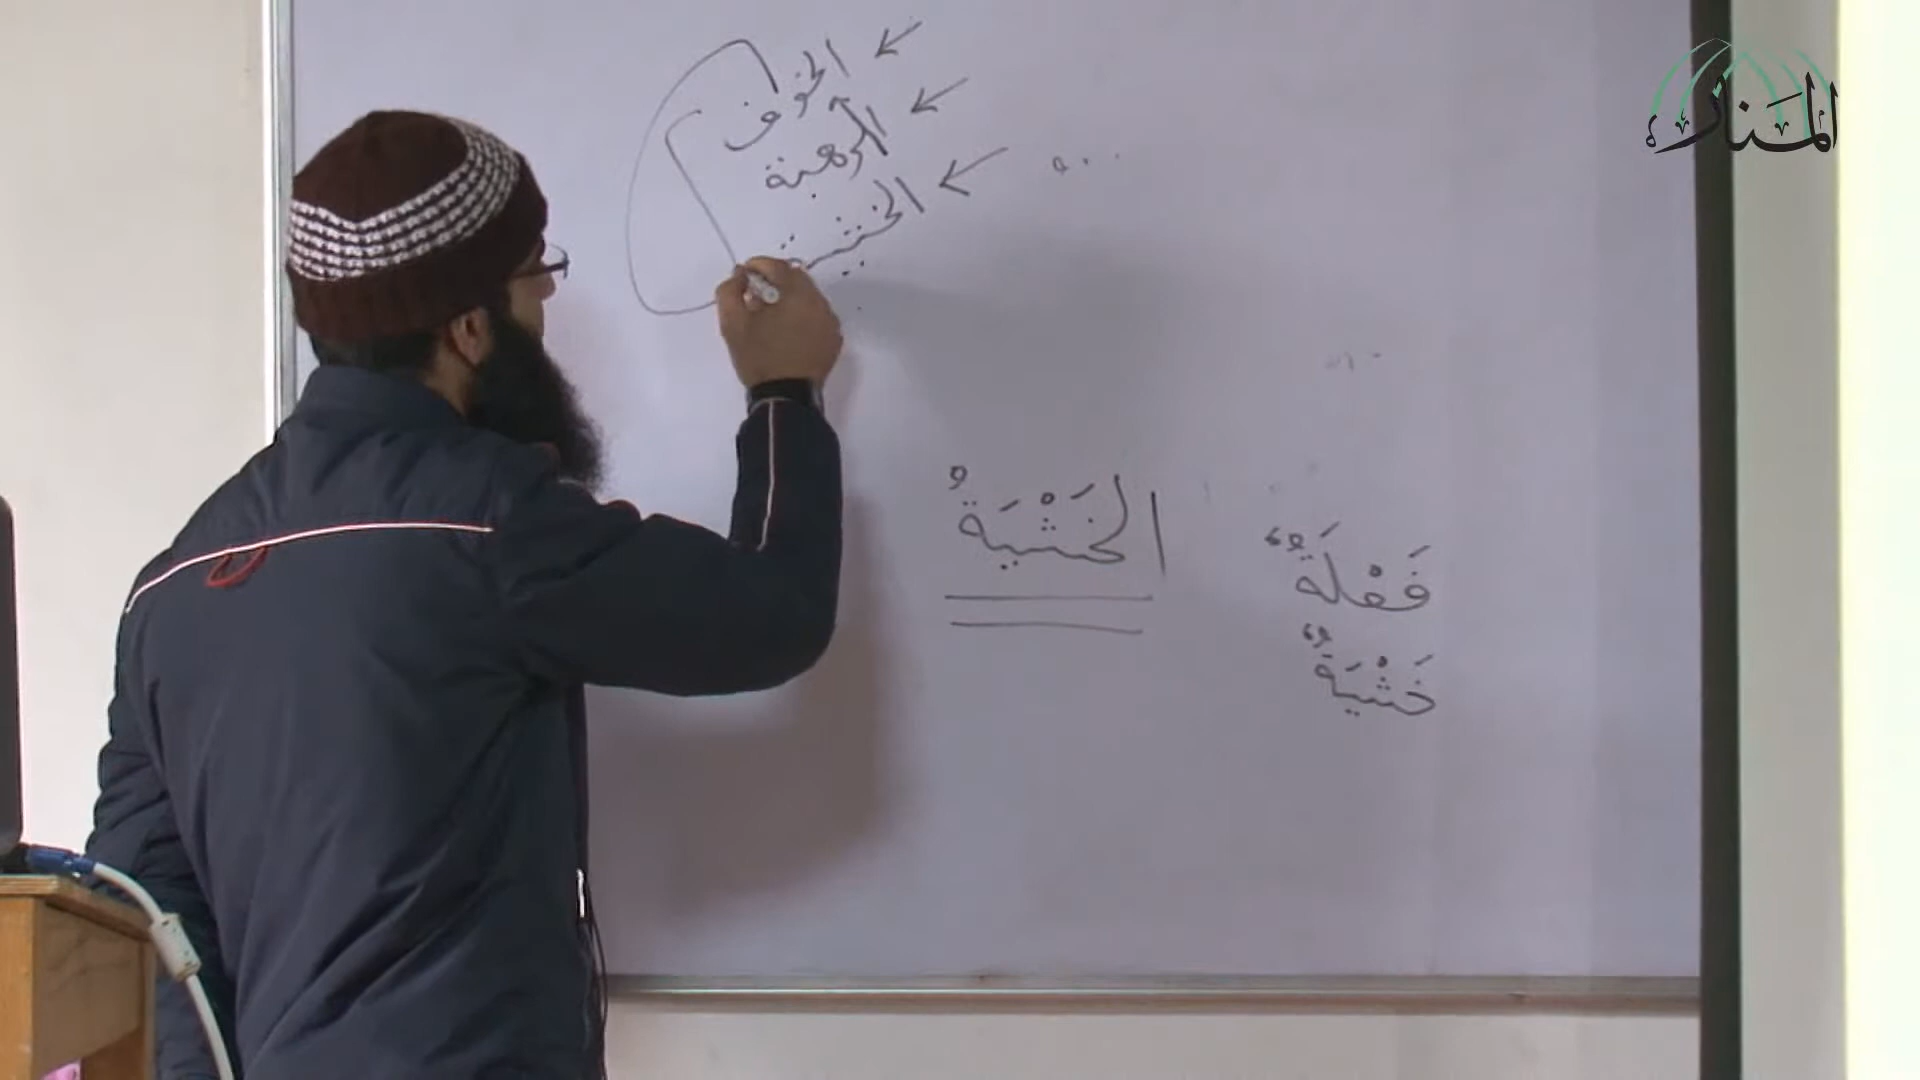 الخوف
الرهبة
الخشية
الخَشْيَةُ
فَعْلَةٌ
خَشْيَةٌ
المنار